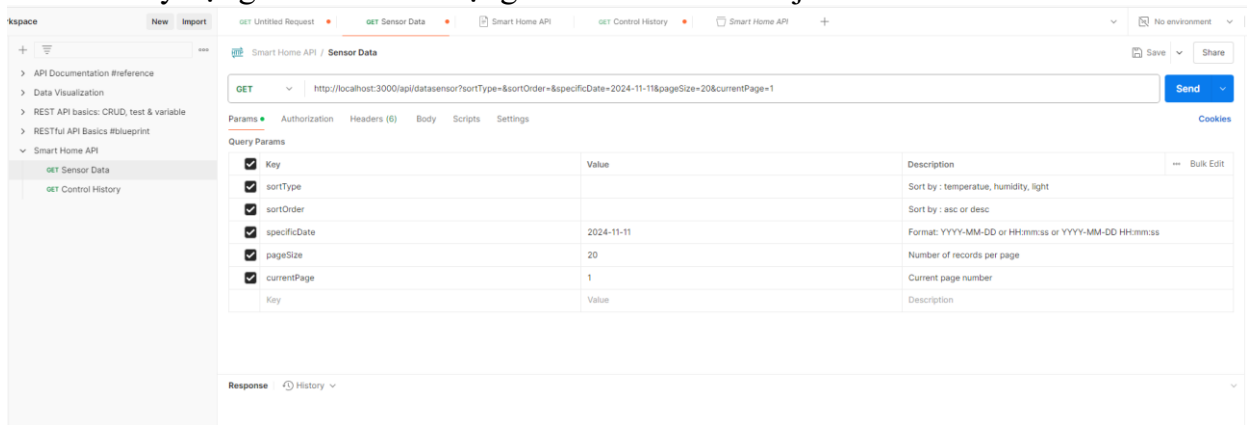 kspace New Import GET Untitled Request GET Sensor Data Smart Home API GET Control History Smart Home API + No environment
Smart Home API / Sensor Data Save Share
API Documentation #reference
Data Visualization
REST API basics: CRUD, test & variable
RESTful API Basics #blueprint
Smart Home API
GET Sensor Data
GET Control History
GET http://localhost:3000/api/datasensor?sortType=&sortOrder=&specificDate=2024-11-11&pageSize=20&currentPage=1 Send
Params Authorization Headers (6) Body Scripts Settings Cookies
Query Params
Key Value Description Bulk Edit
sortType Sort by : temperatue, humidity, light
sortOrder Sort by : asc or desc
specificDate 2024-11-11 Format: YYYY-MM-DD or HH:mm:ss or YYYY-MM-DD HH:mm:ss
pageSize 20 Number of records per page
currentPage 1 Current page number
Key Value Description
Response History